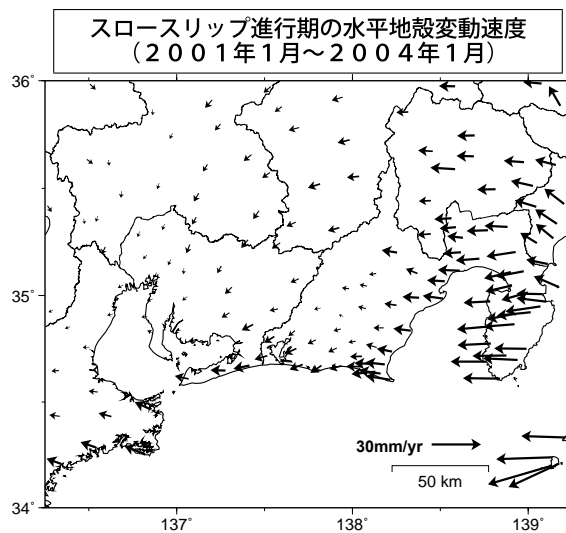 スロースリップ進行期の水平地殻変動速度
（２００１年１月～２００４年１月）
36˚
35˚
30mm/yr
50 km
34˚
137˚
138˚
139˚